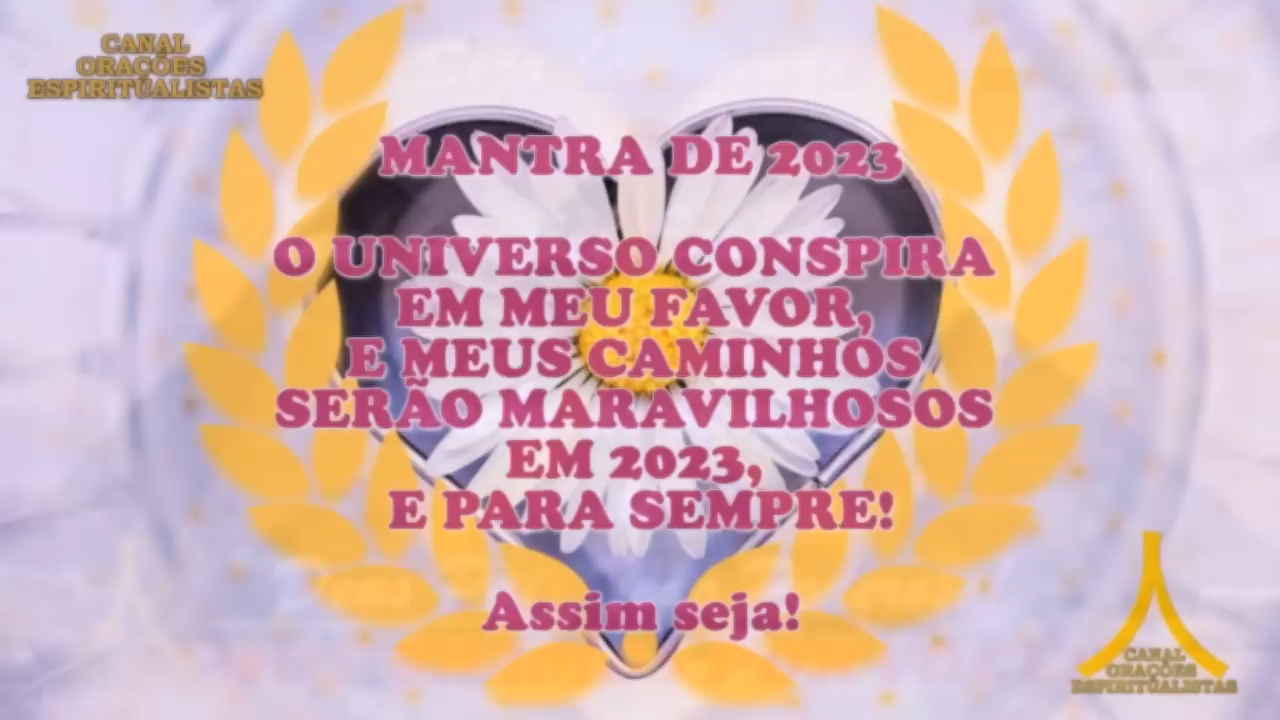 CANAL
ORAÇÕES
ESPIRITUALISTAS
MANTRA DE 2023
O UNIVERSO CONSPIRA
EM MEU FAVOR,
E MEUS CAMINHOS
SERÃO MARAVILHOSOS
EM 2023,
E PARA SEMPRE!
Assim seja!
CANAL
ORAÇÕES
ESPIRITUALISTAS